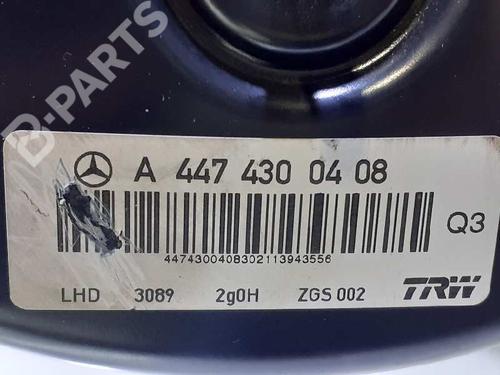 B-PARTS
A 447 430 04 08
Q3
4474300408302113943556
LHD 3089 2g0H ZGS 002 TRW